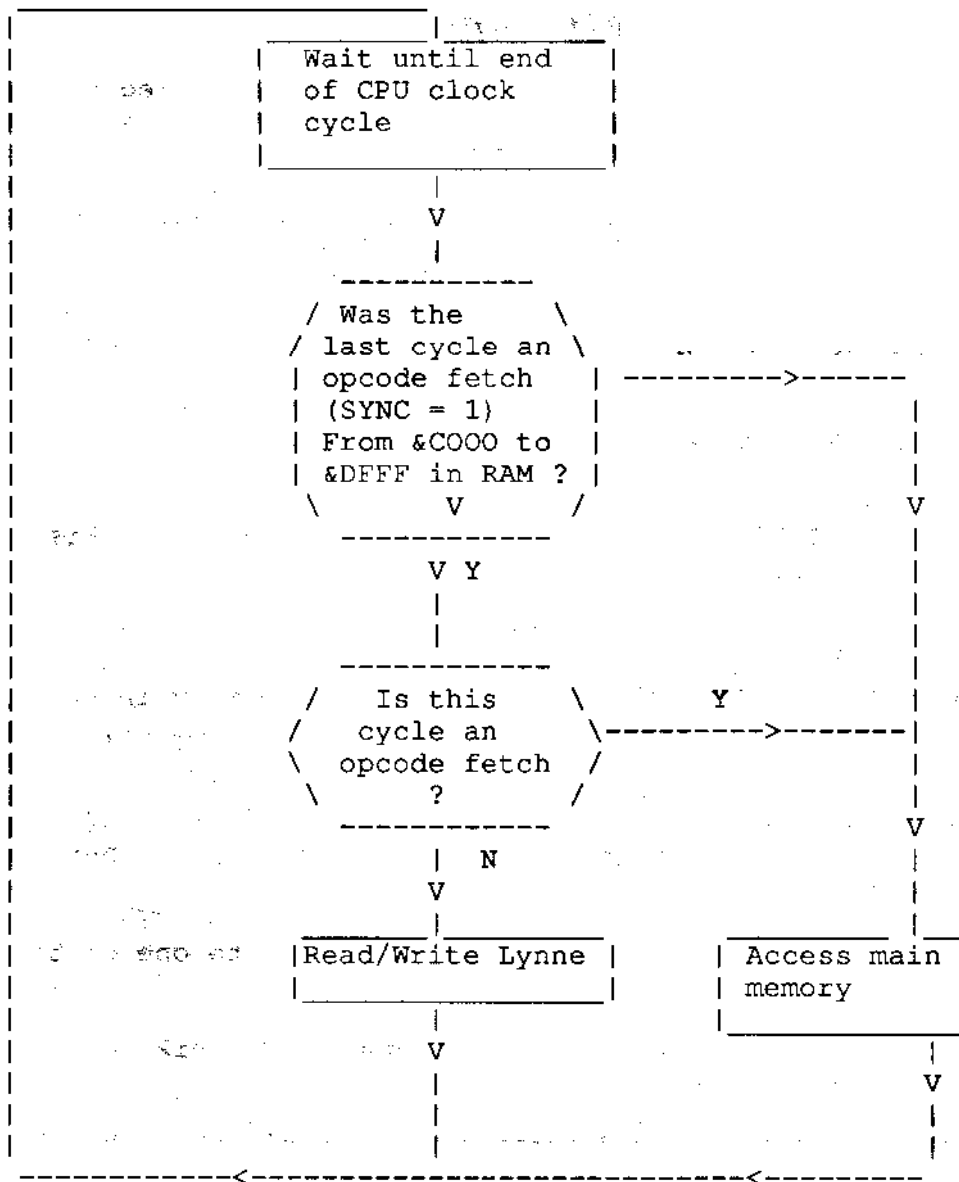 Wait until end
of CPU clock
cycle
V
Was the
last cycle an
opcode fetch
(SYNC = 1)
From &C000 to
&DFFF in RAM ?
V
V
V Y
Is this
cycle an
opcode fetch
?
Y
V
N
V
Read/Write Lynne
Access main
memory
V
V